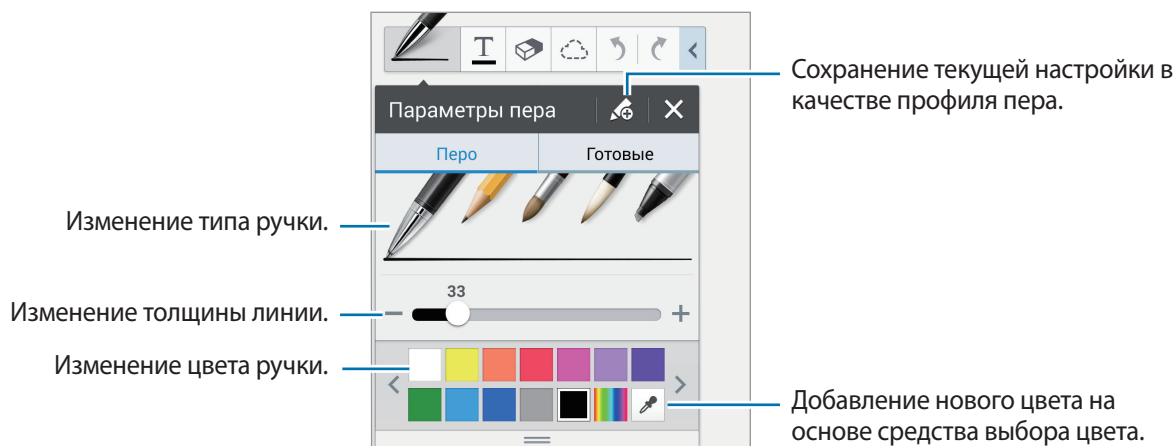 T
Сохранение текущей настройки в
качестве профиля пера.
Параметры пера
Перо
Готовые
Изменение типа ручки.
33
Изменение толщины линии.
Изменение цвета ручки.
Добавление нового цвета на
основе средства выбора цвета.